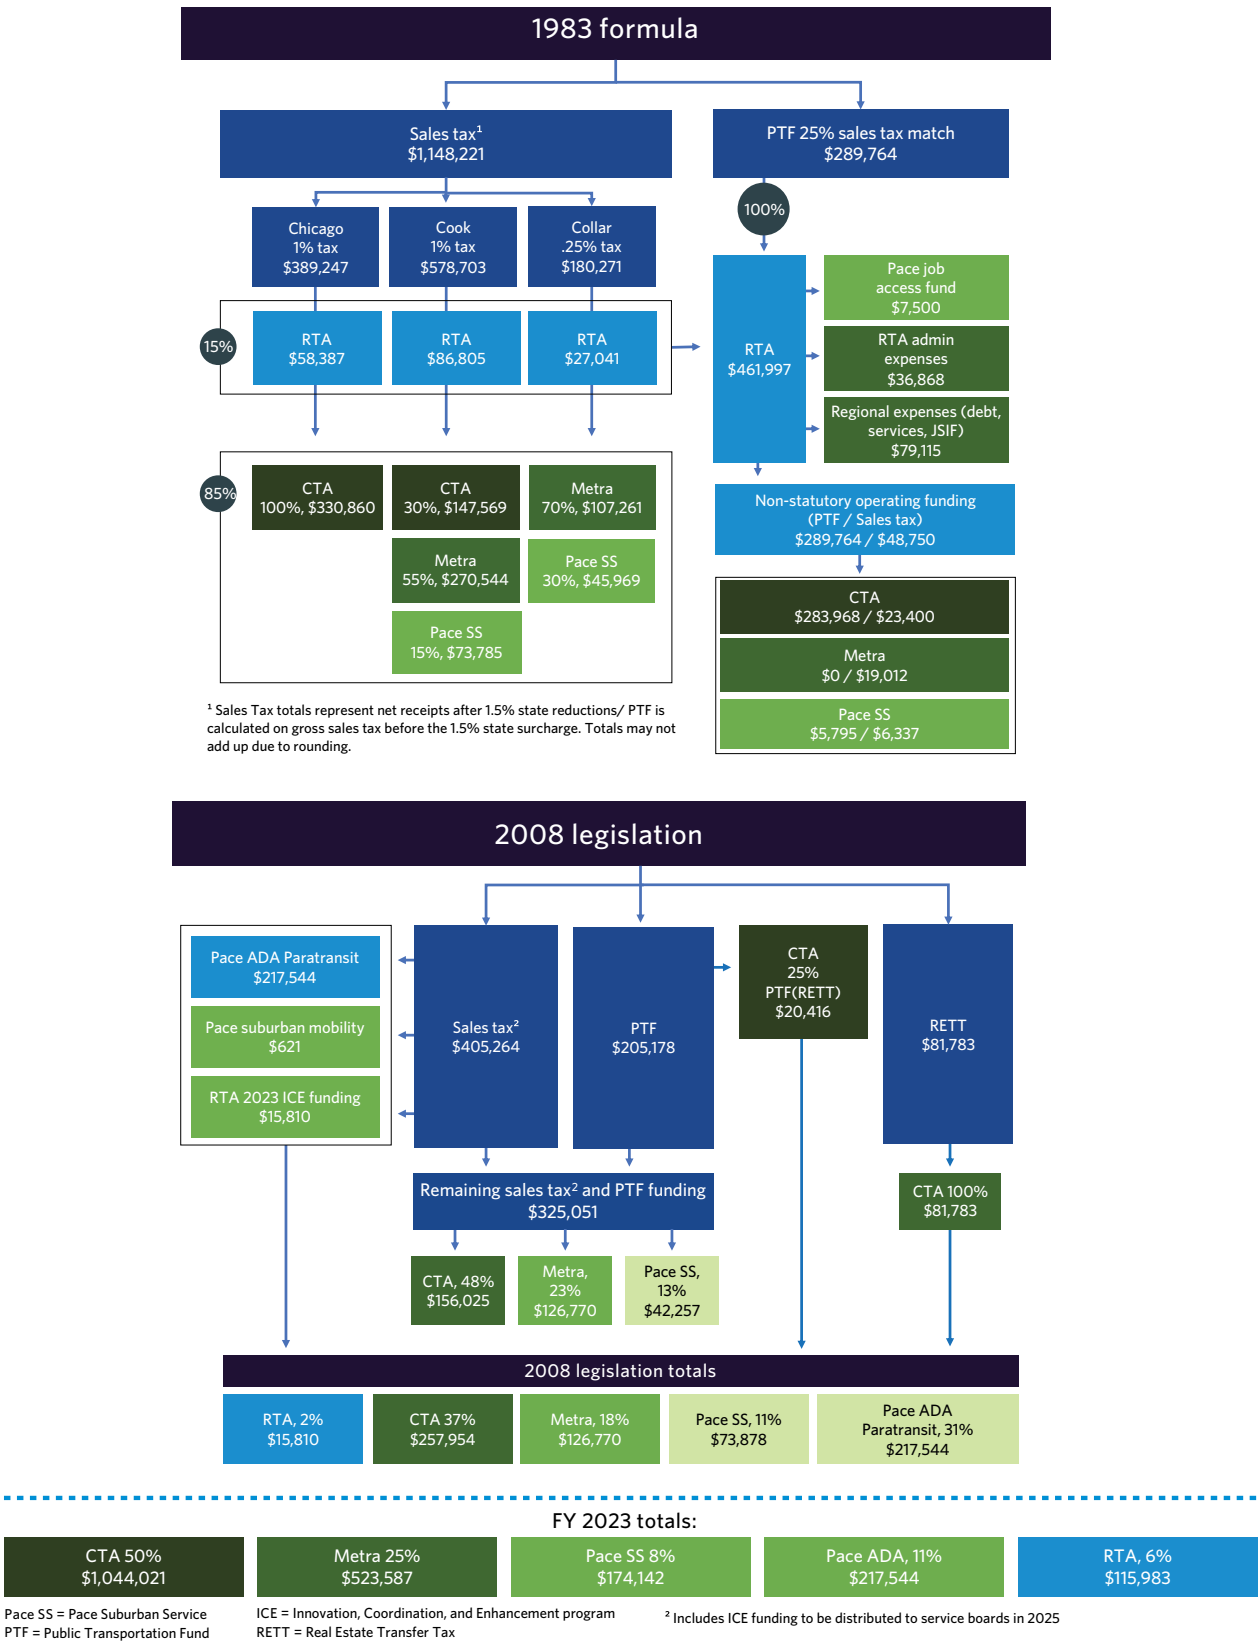 1983 formula
Sales tax¹
$1,148,221
PTF 25% sales tax match
$289,764
100%
Chicago
1% tax
$389,247
Cook
1% tax
$578,703
Collar
.25% tax
$180,271
15%
RTA
$58,387
RTA
$86,805
RTA
$27,041
RTA
$461,997
Pace job
access fund
$7,500
RTA admin
expenses
$36,868
Regional expenses (debt,
services, JSIF)
$79,115
85%
CTA
100%, $330,860
CTA
30%, $147,569
Metra
70%, $107,261
Metra
55%, $270,544
Pace SS
30%, $45,969
Pace SS
15%, $73,785
Non-statutory operating funding
(PTF / Sales tax)
$289,764 / $48,750
CTA
$283,968 / $23,400
Metra
$0 / $19,012
Pace SS
$5,795 / $6,337
¹ Sales Tax totals represent net receipts after 1.5% state reductions/ PTF is
calculated on gross sales tax before the 1.5% state surcharge. Totals may not
add up due to rounding.
2008 legislation
Pace ADA Paratransit
$217,544
Pace suburban mobility
$621
RTA 2023 ICE funding
$15,810
Sales tax²
$405,264
PTF
$205,178
CTA
25%
PTF(RETT)
$20,416
RETT
$81,783
Remaining sales tax² and PTF funding
$325,051
CTA 100%
$81,783
CTA, 48%
$156,025
Metra,
23%
$126,770
Pace SS,
13%
$42,257
2008 legislation totals
RTA, 2%
$15,810
CTA 37%
$257,954
Metra, 18%
$126,770
Pace SS, 11%
$73,878
Pace ADA
Paratransit, 31%
$217,544
FY 2023 totals:
CTA 50%
$1,044,021
Metra 25%
$523,587
Pace SS 8%
$174,142
Pace ADA, 11%
$217,544
RTA, 6%
$115,983
Pace SS = Pace Suburban Service
PTF = Public Transportation Fund
ICE = Innovation, Coordination, and Enhancement program
RETT = Real Estate Transfer Tax
² Includes ICE funding to be distributed to service boards in 2025